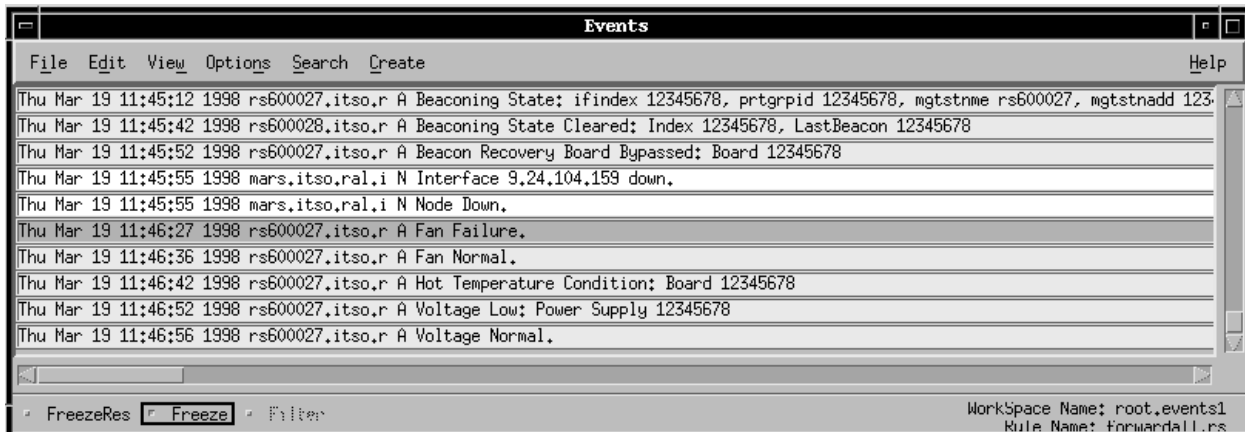 Events
File Edit View Options Search Create Help
Thu Mar 19 11:45:12 1998 rs600027.itso.r A Beaconing State: ifindex 12345678, prtgrpid 12345678, mgtstnme rs600027, mgtstnadd 123
Thu Mar 19 11:45:42 1998 rs600028.itso.r A Beaconing State Cleared: Index 12345678, LastBeacon 12345678
Thu Mar 19 11:45:52 1998 rs600027.itso.r A Beacon Recovery Board Bypassed: Board 12345678
Thu Mar 19 11:45:55 1998 mars.itso.ral.i N Interface 9.24.104.159 down.
Thu Mar 19 11:45:55 1998 mars.itso.ral.i N Node Down.
Thu Mar 19 11:46:27 1998 rs600027.itso.r A Fan Failure.
Thu Mar 19 11:46:36 1998 rs600027.itso.r A Fan Normal.
Thu Mar 19 11:46:42 1998 rs600027.itso.r A Hot Temperature Condition: Board 12345678
Thu Mar 19 11:46:52 1998 rs600027.itso.r A Voltage Low: Power Supply 12345678
Thu Mar 19 11:46:56 1998 rs600027.itso.r A Voltage Normal.
FreezeRes Freeze Filter WorkSpace Name: root.events1
Rule Name: forwardall.rs